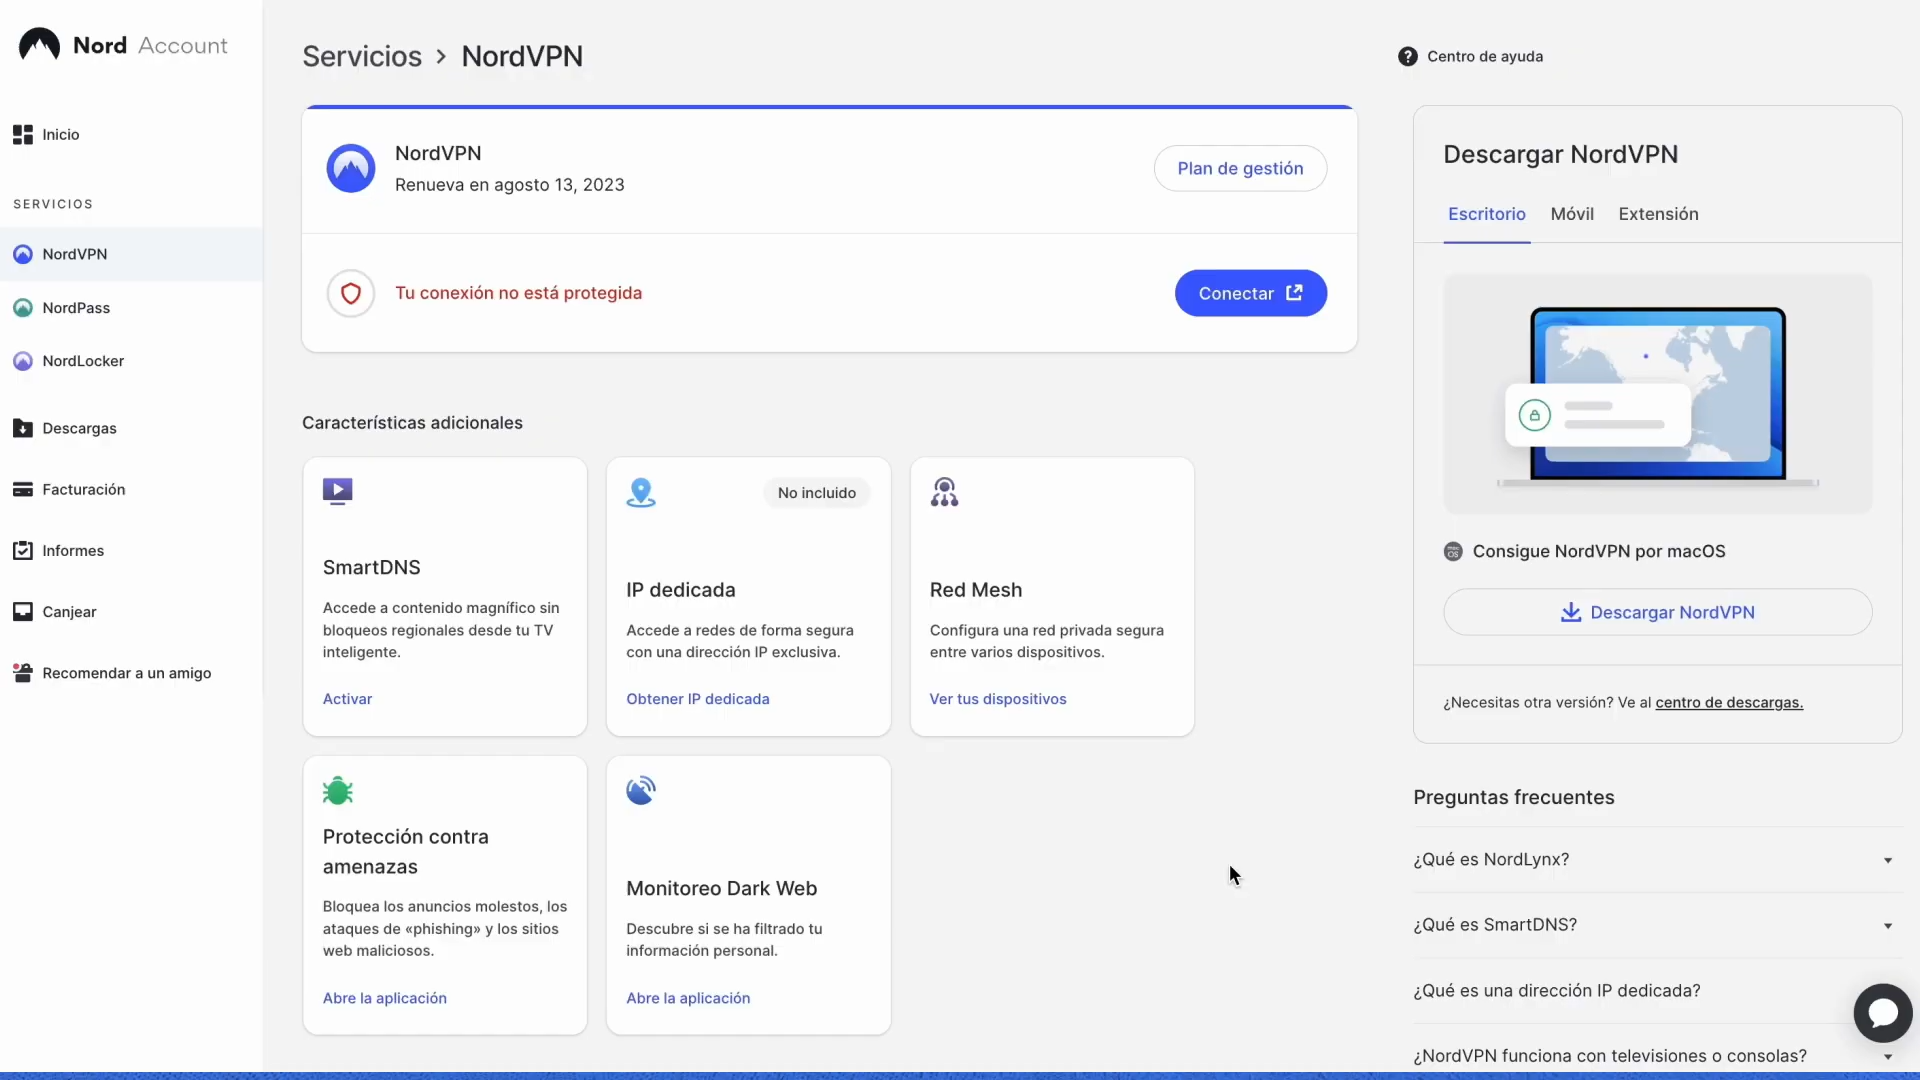 Nord Account
Inicio
SERVICIOS
NordVPN
NordPass
NordLocker
Descargas
Facturación
Informes
Canjear
Recomendar a un amigo
Servicios › NordVPN
Centro de ayuda
NordVPN
Renueva en agosto 13, 2023
Plan de gestión
Tu conexión no está protegida
Conectar
Características adicionales
SmartDNS
Accede a contenido magnífico sin
bloqueos regionales desde tu TV
inteligente.
Activar
No incluido
IP dedicada
Accede a redes de forma segura
con una dirección IP exclusiva.
Obtener IP dedicada
Red Mesh
Configura una red privada segura
entre varios dispositivos.
Ver tus dispositivos
Protección contra
amenazas
Bloquea los anuncios molestos, los
ataques de «phishing» y los sitios
web maliciosos.
Abre la aplicación
Monitoreo Dark Web
Descubre si se ha filtrado tu
información personal.
Abre la aplicación
Descargar NordVPN
Escritorio Móvil Extensión
Consigue NordVPN por macOS
Descargar NordVPN
¿Necesitas otra versión? Ve al centro de descargas.
Preguntas frecuentes
¿Qué es NordLynx?
¿Qué es SmartDNS?
¿Qué es una dirección IP dedicada?
¿NordVPN funciona con televisiones o consolas?